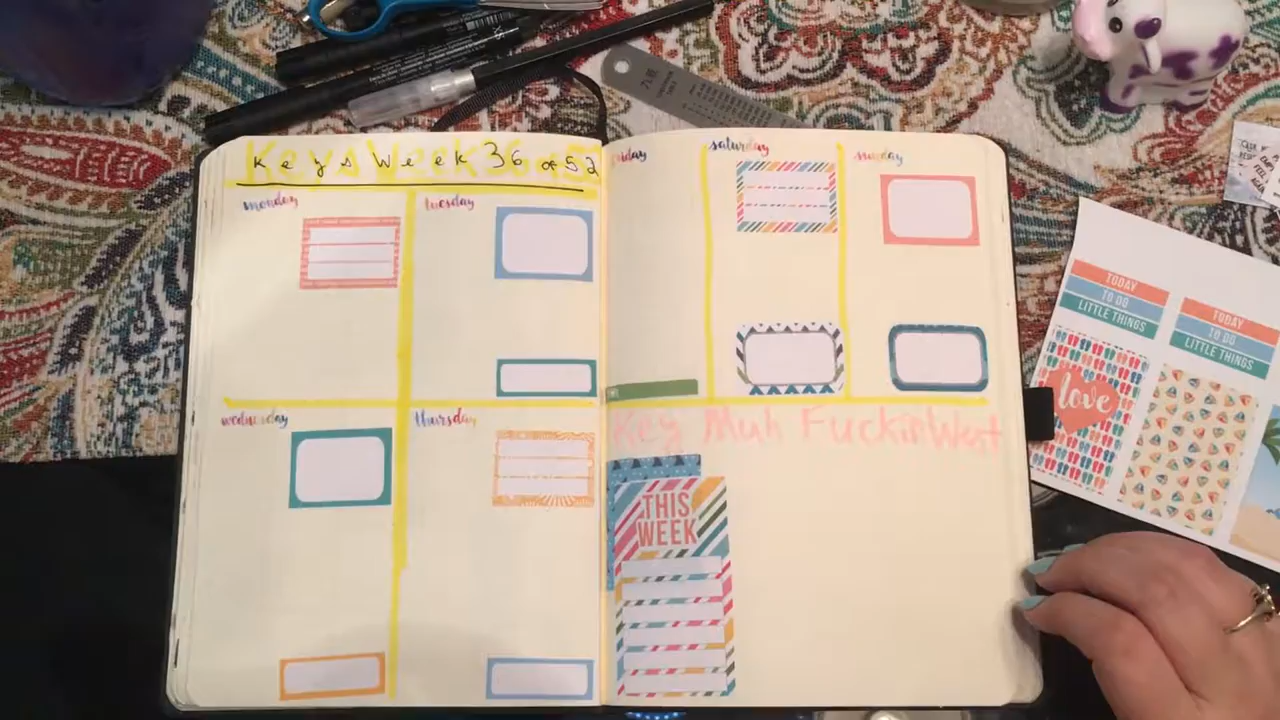 Keys Week 36 of 52
monday
tuesday
wednesday
thursday
friday
saturday
sunday
Key Muh Fuckin West
THIS
WEEK
TODAY
TO DO
LITTLE THINGS
TODAY
TO DO
LITTLE THINGS
love